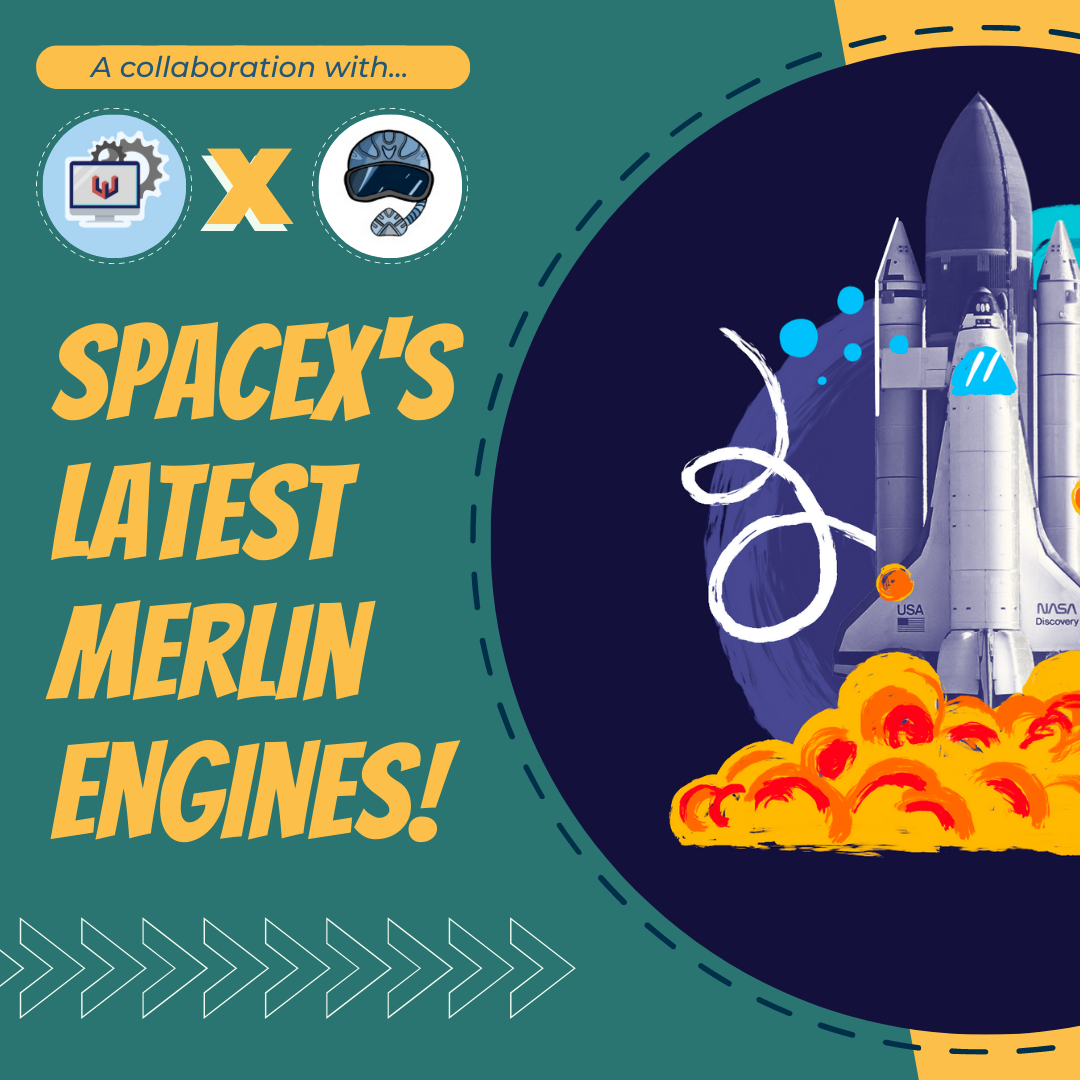 A collaboration with...
X
SPACEX'S
LATEST
MERLIN
ENGINES!
USA
NASA
Discovery